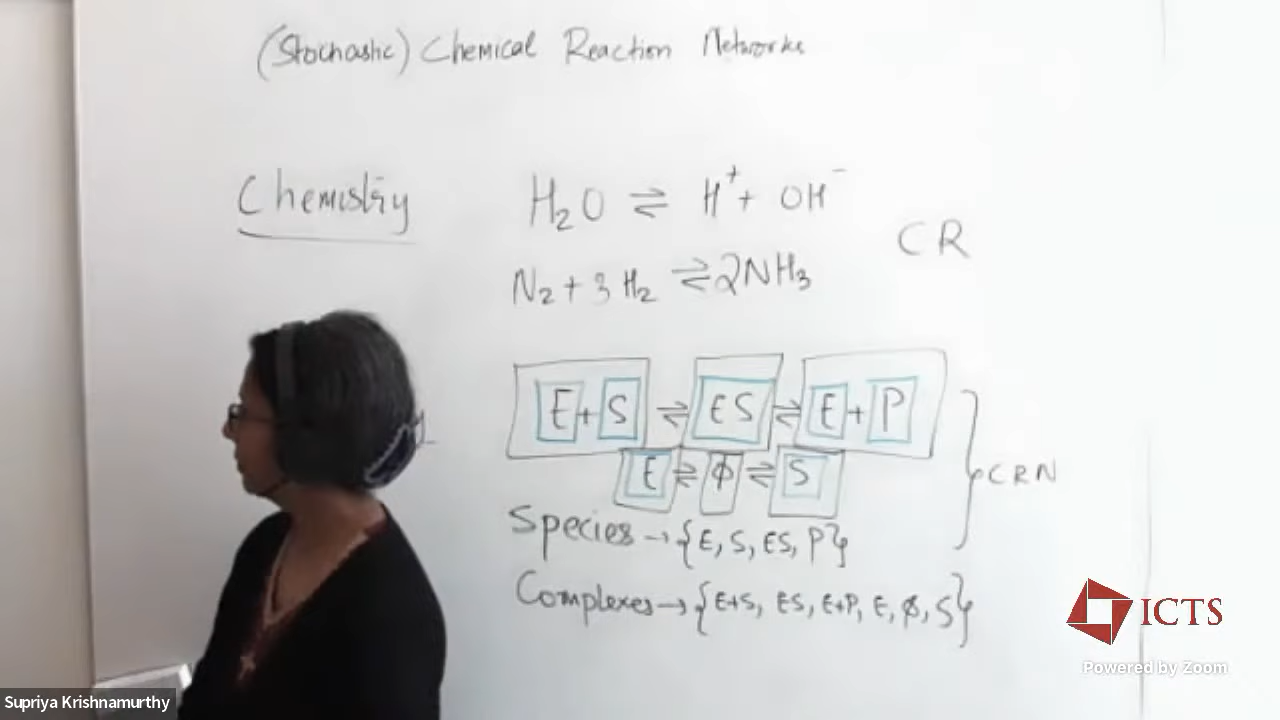 (Stochastic) Chemical Reaction Networks
Chemistry
H₂O ⇌ H⁺ + OH⁻
CR
N₂ + 3H₂ ⇌ 2NH₃
E + S ⇌ ES ⇌ E + P
E ⇌ ϕ ⇌ S
CRN
Species → {E, S, ES, P}
Complexes → {E+S, ES, E+P, E, ϕ, S}
ICTS
Powered by Zoom
Supriya Krishnamurthy